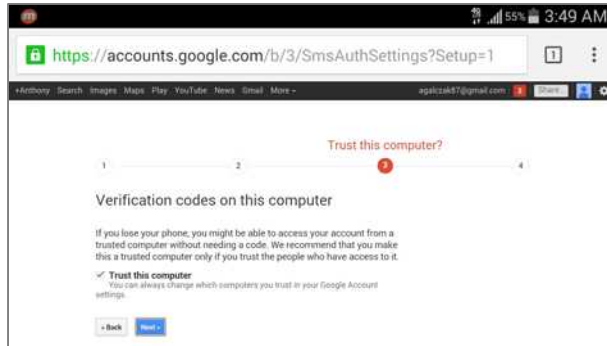 55% 3:49 AM
https://accounts.google.com/b/3/SmsAuthSettings?Setup=1
1
+Anthony Search Images Maps Play YouTube News Gmail More
agalczak87@gmail.com 3 Share...
Trust this computer?
1 2 3 4
Verification codes on this computer
If you lose your phone, you might be able to access your account from a
trusted computer without needing a code. We recommend that you make
this a trusted computer only if you trust the people who have access to it.
Trust this computer
You can always change which computers you trust in your Google Account
settings.
« Back Next »